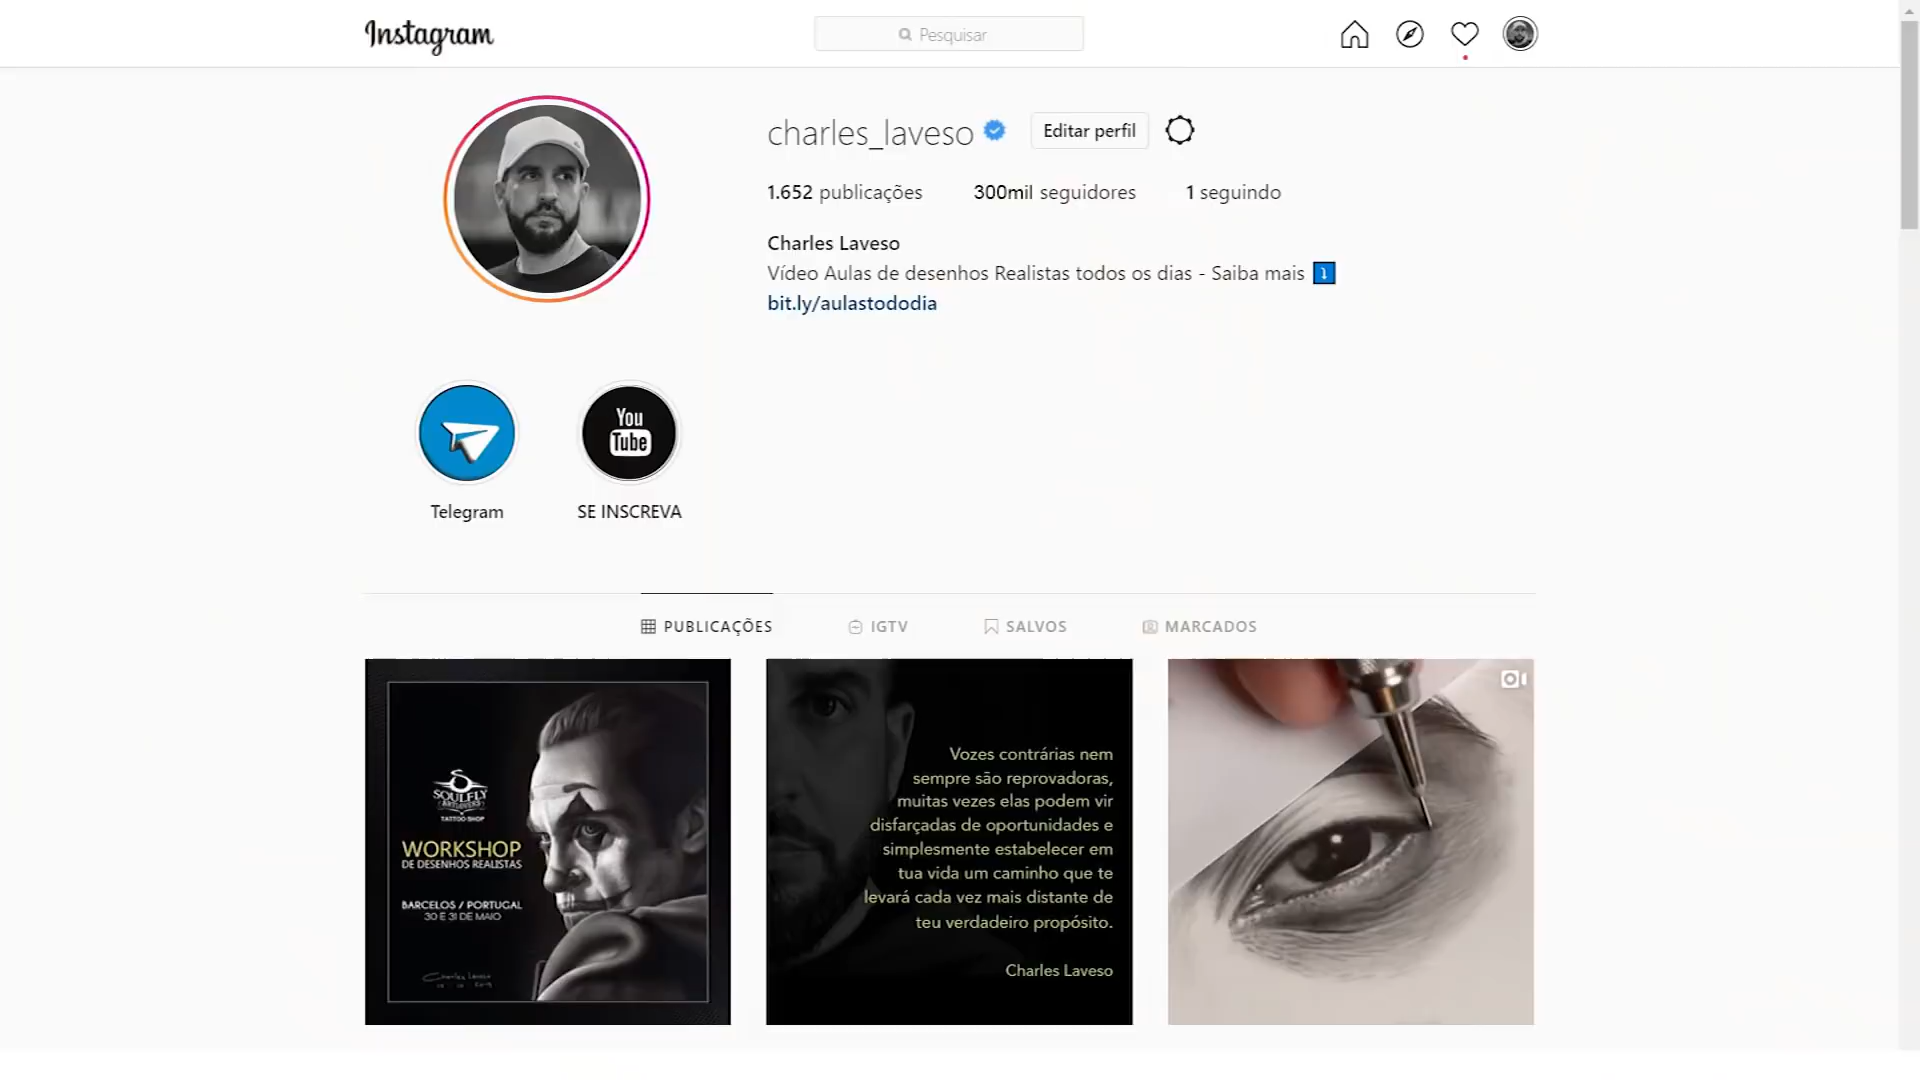 Instagram
Pesquisar
charles_laveso
Editar perfil
1.652 publicações
300mil seguidores
1 seguindo
Charles Laveso
Vídeo Aulas de desenhos Realistas todos os dias - Saiba mais
bit.ly/aulastododia
You
Tube
Telegram
SE INSCREVA
PUBLICAÇÕES
IGTV
SALVOS
MARCADOS
SOULFLY
TATTOO SHOP
WORKSHOP
DE DESENHOS REALISTAS
BARCELOS / PORTUGAL
30 E 31 DE MAIO
Charles Laveso
Vozes contrárias nem
sempre são reprovadoras,
muitas vezes elas podem vir
disfarçadas de oportunidades e
simplesmente estabelecer em
tua vida um caminho que te
levará cada vez mais distante de
teu verdadeiro propósito.
Charles Laveso